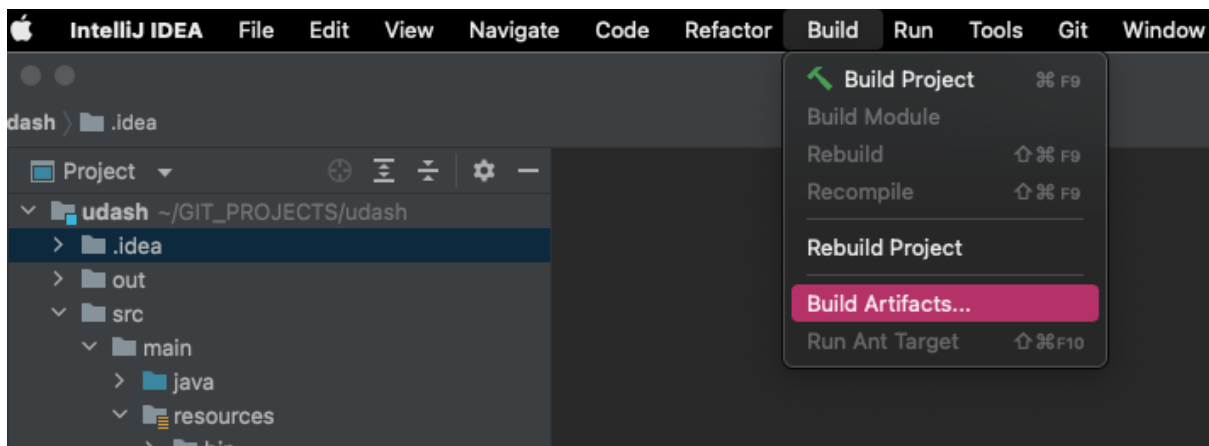 IntelliJ IDEA File Edit View Navigate Code Refactor Build Run Tools Git Window
Build Project ⌘ F9
Build Module
Rebuild ⇧⌘ F9
Recompile ⇧⌘ F9
Rebuild Project
Build Artifacts...
Run Ant Target ⇧⌘F10
dash 〉 .idea
Project
udash ~/GIT_PROJECTS/udash
.idea
out
src
main
java
resources